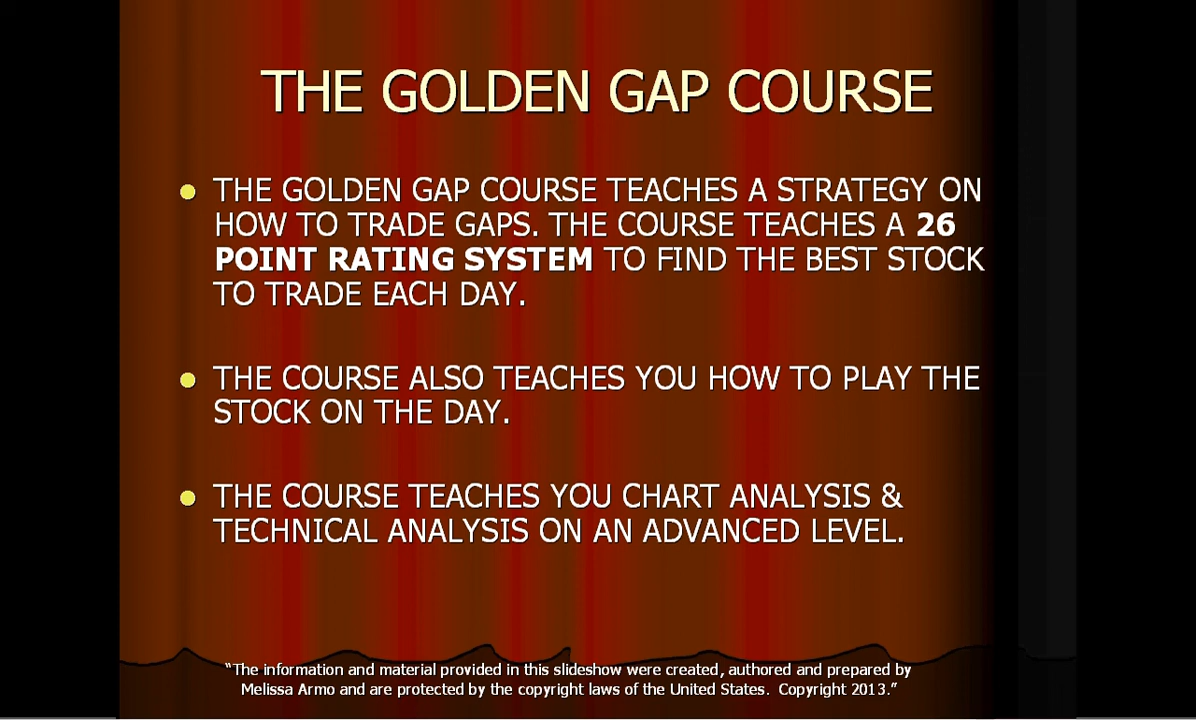 THE GOLDEN GAP COURSE
THE GOLDEN GAP COURSE TEACHES A STRATEGY ON
HOW TO TRADE GAPS. THE COURSE TEACHES A 26
POINT RATING SYSTEM TO FIND THE BEST STOCK
TO TRADE EACH DAY.
THE COURSE ALSO TEACHES YOU HOW TO PLAY THE
STOCK ON THE DAY.
THE COURSE TEACHES YOU CHART ANALYSIS &
TECHNICAL ANALYSIS ON AN ADVANCED LEVEL.
“The information and material provided in this slideshow were created, authored and prepared by
Melissa Armo and are protected by the copyright laws of the United States.  Copyright 2013.”